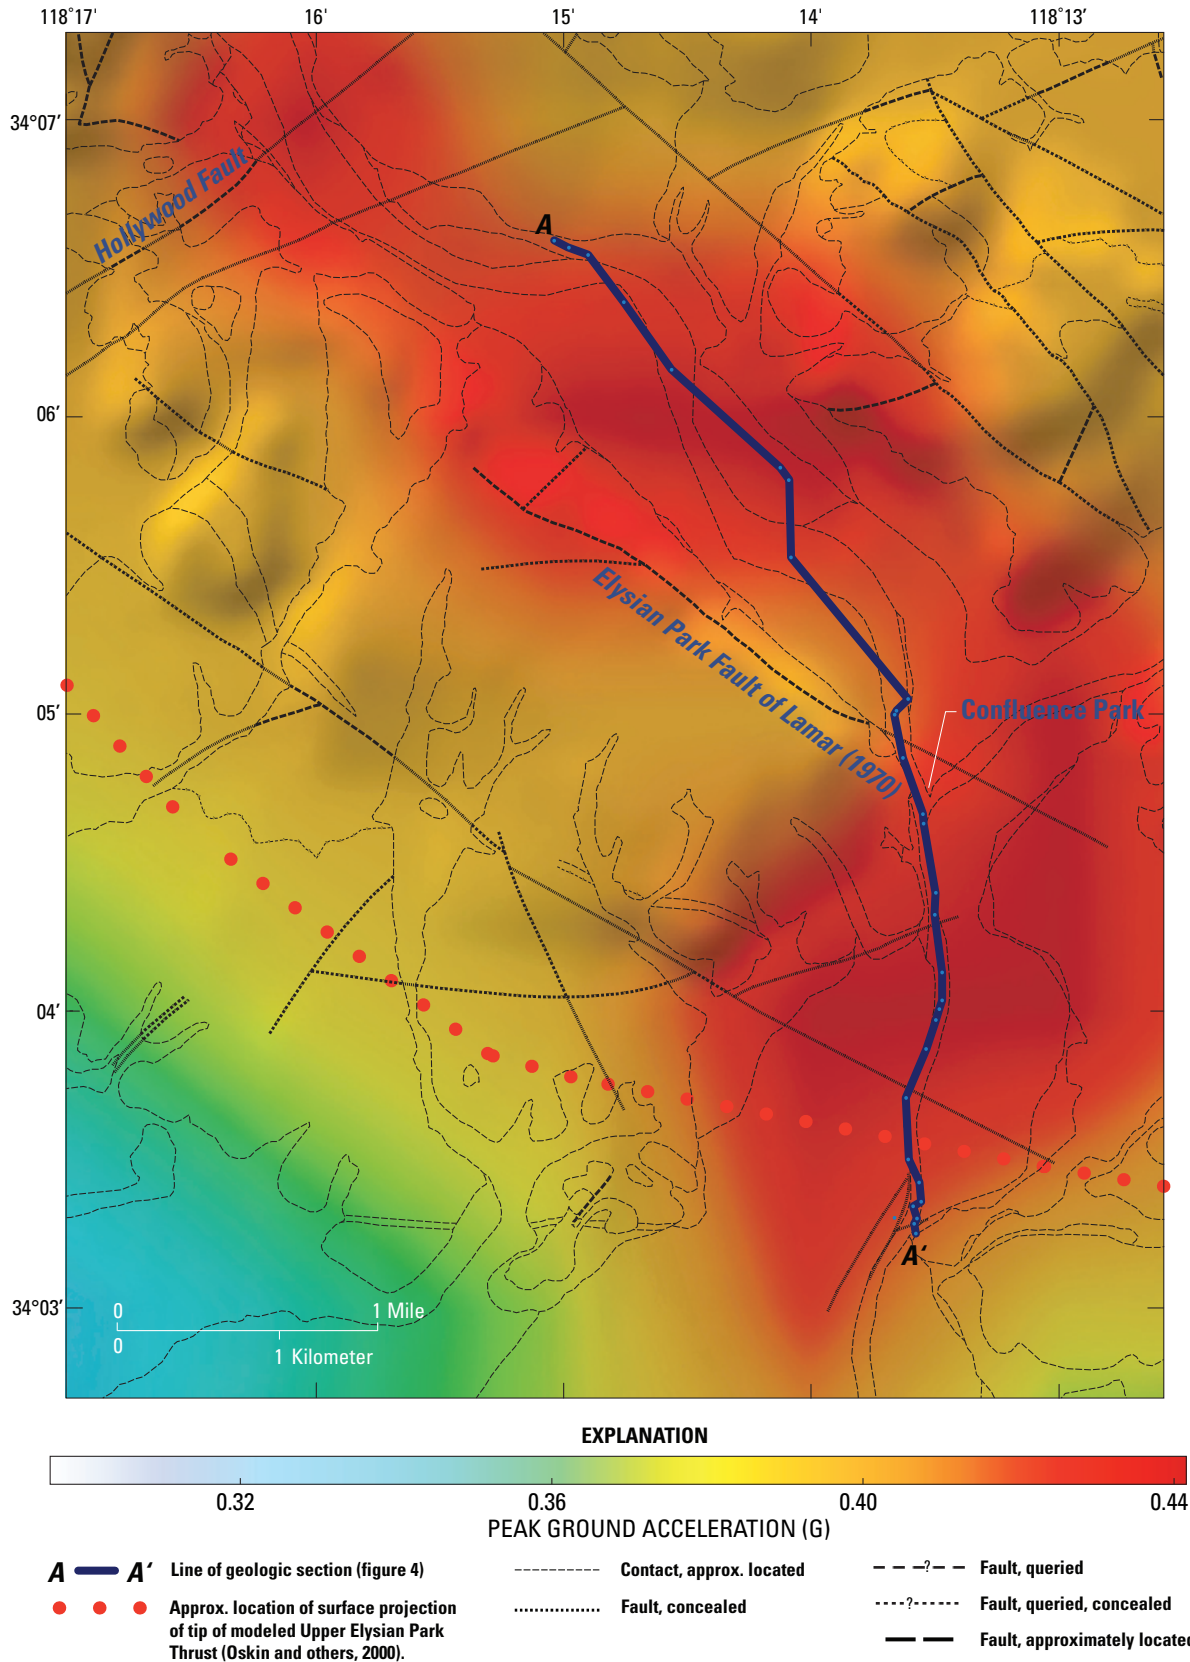 118°17′ 16′ 15′ 14′ 118°13′
34°07′
Hollywood Fault
A
06′
Elysian Park Fault of Lamar (1970)
05′
Confluence Park
04′
A′
34°03′
0 1 Mile
0 1 Kilometer
EXPLANATION
0.32 0.36 0.40 0.44
PEAK GROUND ACCELERATION (G)
A A′ Line of geologic section (figure 4)
Approx. location of surface projection
of tip of modeled Upper Elysian Park
Thrust (Oskin and others, 2000).
Contact, approx. located
Fault, concealed
? Fault, queried
? Fault, queried, concealed
Fault, approximately located